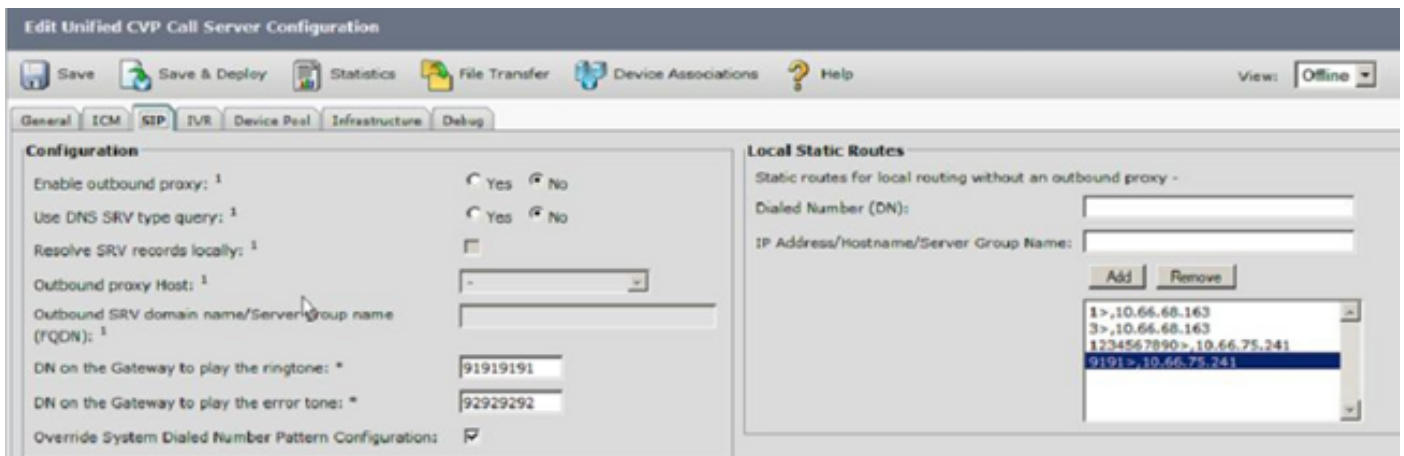 Edit Unified CVP Call Server Configuration
Save Save & Deploy Statistics File Transfer Device Associations Help View: Offline
General ICM SIP IVR Device Pool Infrastructure Debug
Configuration
Enable outbound proxy: 1 Yes No
Use DNS SRV type query: 1 Yes No
Resolve SRV records locally: 1
Outbound proxy Host: 1 -
Outbound SRV domain name/Server Group name
(FQDN): 1
DN on the Gateway to play the ringtone: * 91919191
DN on the Gateway to play the error tone: * 92929292
Override System Dialed Number Pattern Configuration:
Local Static Routes
Static routes for local routing without an outbound proxy -
Dialed Number (DN):
IP Address/Hostname/Server Group Name:
Add Remove
1>,10.66.68.163
3>,10.66.68.163
1234567890>,10.66.75.241
9191>,10.66.75.241